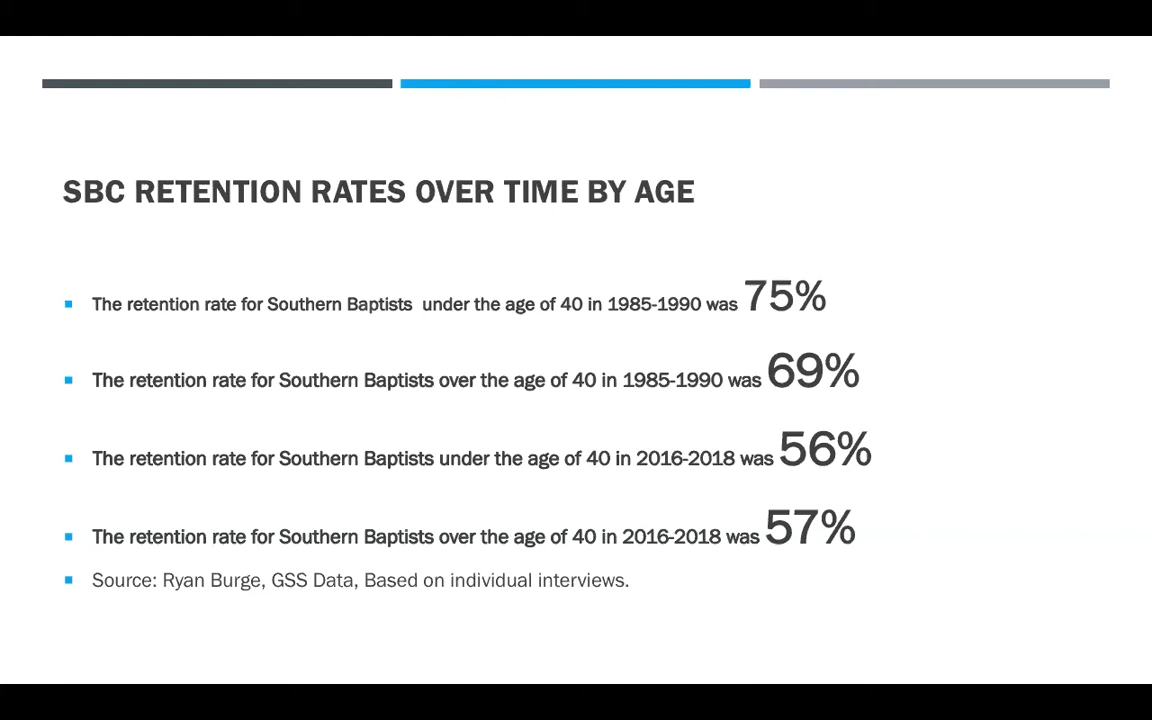 SBC RETENTION RATES OVER TIME BY AGE
The retention rate for Southern Baptists under the age of 40 in 1985-1990 was 75%
The retention rate for Southern Baptists over the age of 40 in 1985-1990 was 69%
The retention rate for Southern Baptists under the age of 40 in 2016-2018 was 56%
The retention rate for Southern Baptists over the age of 40 in 2016-2018 was 57%
Source: Ryan Burge, GSS Data, Based on individual interviews.